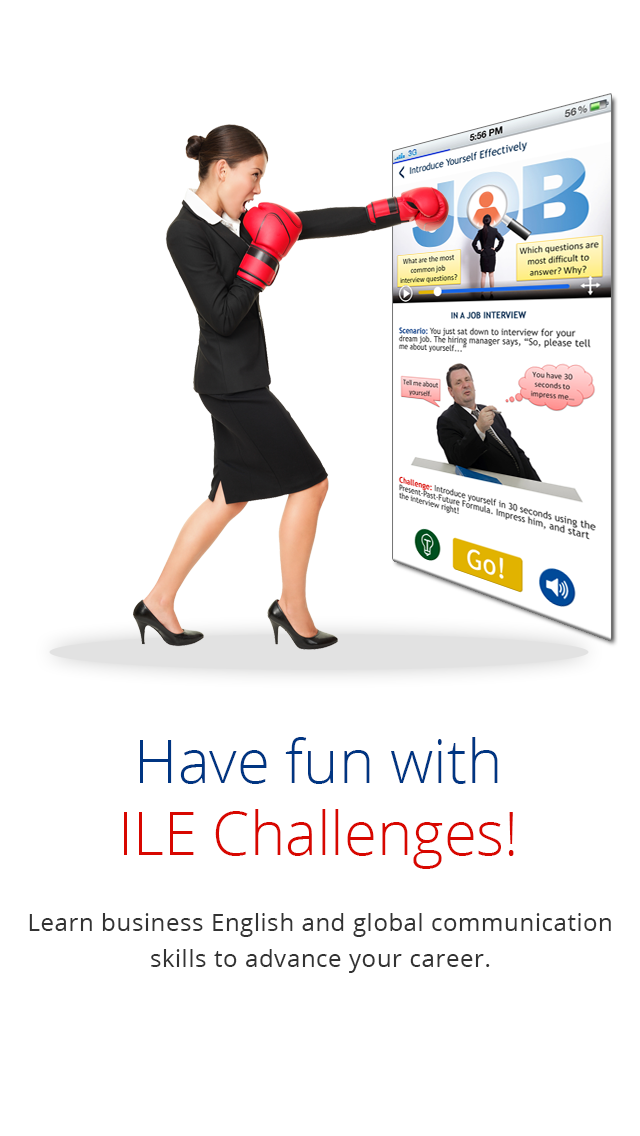 3G
5:56 PM
56 %
Introduce Yourself Effectively
JOB
What are the most
common job
interview questions?
Which questions are
most difficult to
answer? Why?
IN A JOB INTERVIEW
Scenario: You just sat down to interview for your
dream job. The hiring manager says, "So, please tell
me about yourself..."
Tell me about
yourself.
You have 30
seconds to
impress me...
Challenge: Introduce yourself in 30 seconds using the
Present-Past-Future Formula. Impress him, and start
the interview right!
Go!
Have fun with
ILE Challenges!
Learn business English and global communication
skills to advance your career.